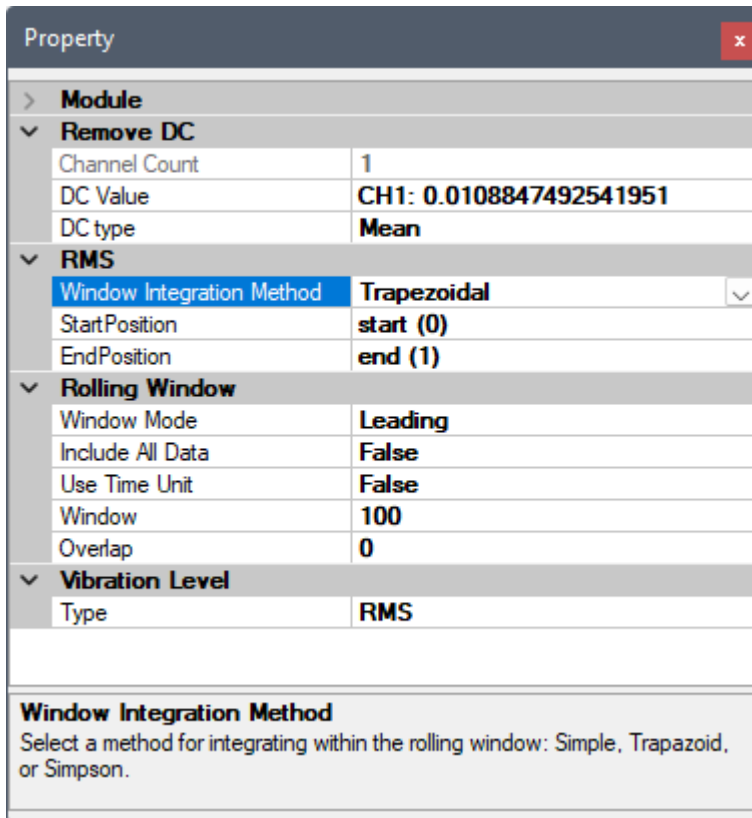 Property
x
Module
Remove DC
Channel Count 1
DC Value CH1: 0.0108847492541951
DC type Mean
RMS
Window Integration Method Trapezoidal
StartPosition start (0)
EndPosition end (1)
Rolling Window
Window Mode Leading
Include All Data False
Use Time Unit False
Window 100
Overlap 0
Vibration Level
Type RMS
Window Integration Method
Select a method for integrating within the rolling window: Simple, Trapazoid,
or Simpson.